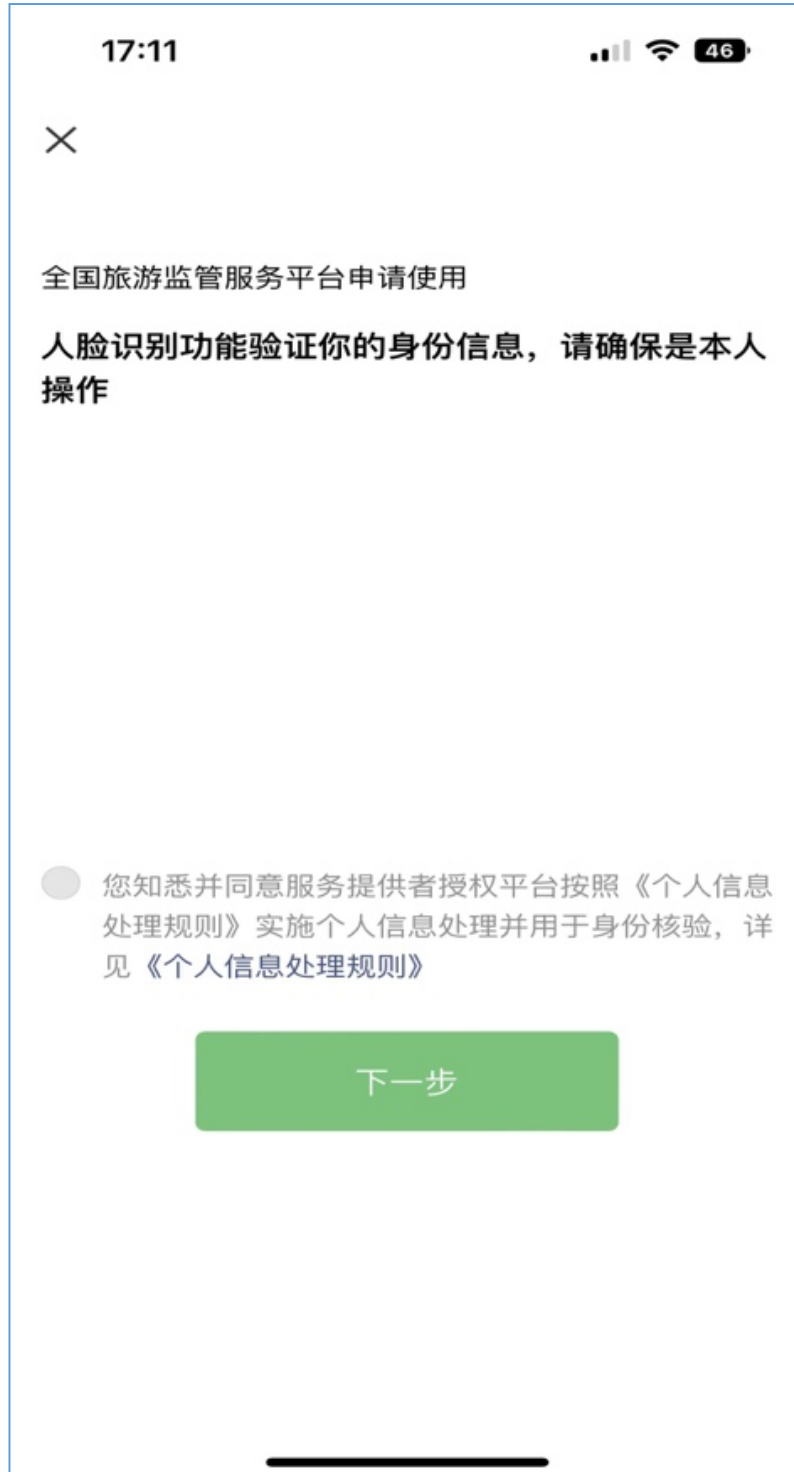 17:11
46
全国旅游监管服务平台申请使用
人脸识别功能验证你的身份信息，请确保是本人
操作
您知悉并同意服务提供者授权平台按照《个人信息
处理规则》实施个人信息处理并用于身份核验，详
见《个人信息处理规则》
下一步